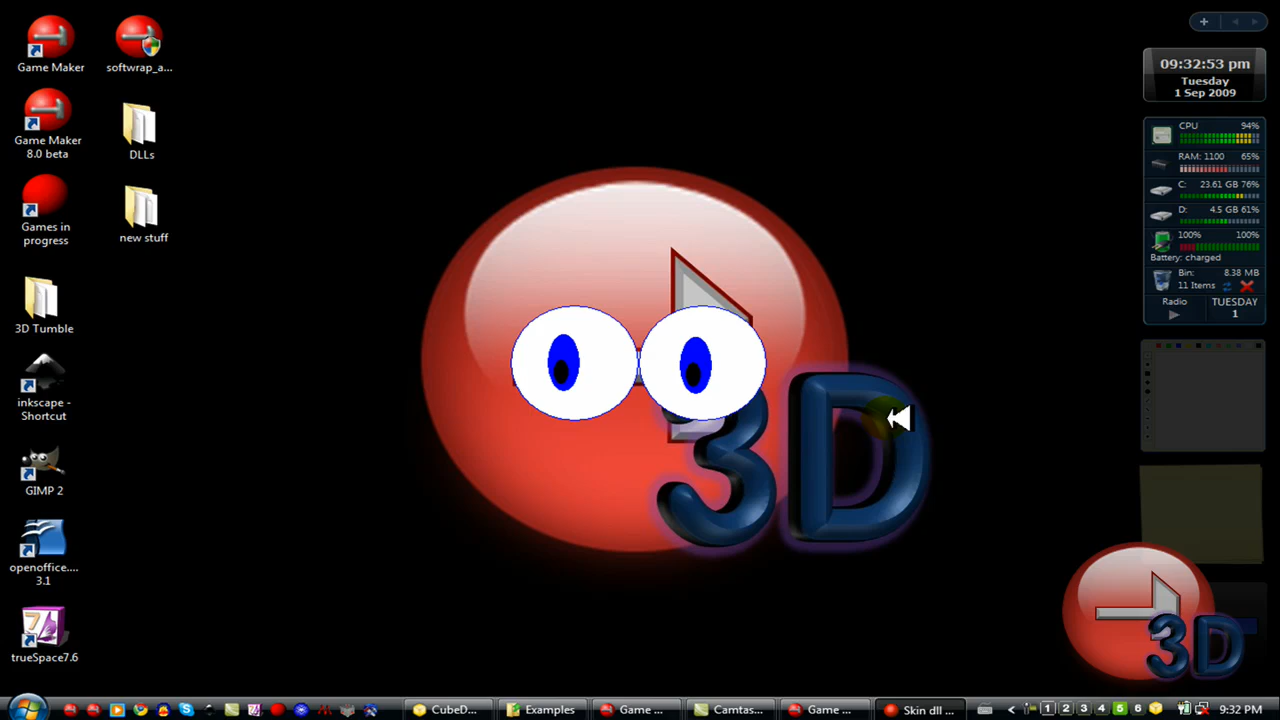 Game Maker
softwrap_a...
Game Maker
8.0 beta
DLLs
Games in
progress
new stuff
3D Tumble
inkscape -
Shortcut
GIMP 2
openoffice....
3.1
trueSpace7.6
3D
09:32:53 pm
Tuesday
1 Sep 2009
CPU 94%
RAM: 1100 65%
C: 23.61 GB 76%
D: 4.5 GB 61%
100% 100%
Battery: charged
Bin: 8.38 MB
11 Items
Radio TUESDAY
1
3D
CubeD...
Examples
Game ...
Camtas...
Game ...
Skin dll ...
1 2 3 4 5 6
9:32 PM